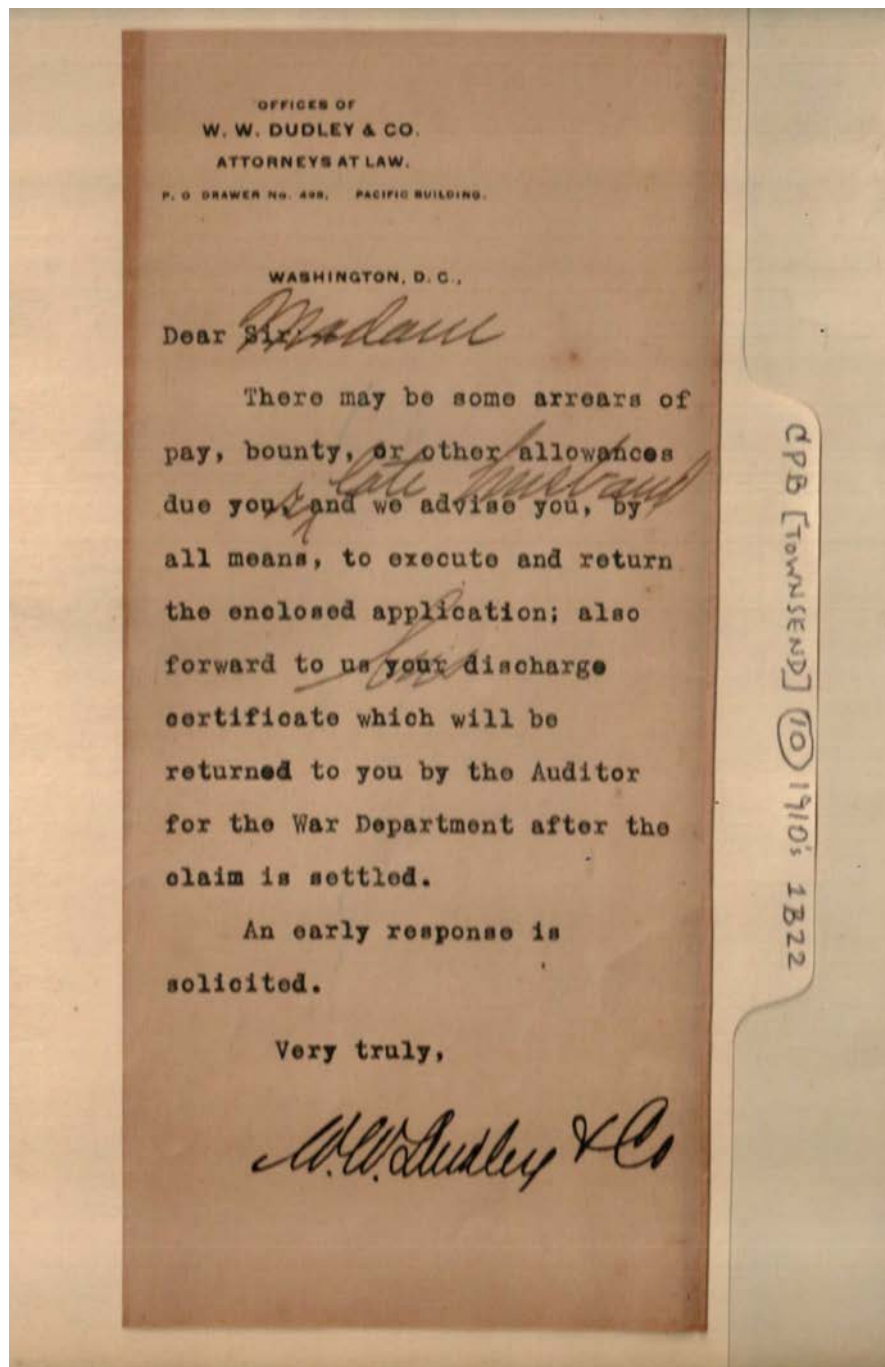 OFFICES OF
W. W. DUDLEY & CO.
ATTORNEYS AT LAW.
P. O DRAWER No. 498, PACIFIC BUILDING.
WASHINGTON, D. C.,
Dear Sir: Madam
There may be some arrears of
pay, bounty, or other allowances
late husband
due you, r and we advise you, by
all means, to execute and return
the enclosed application; also
his
forward to us your discharge
certificate which will be
returned to you by the Auditor
for the War Department after the
claim is settled.
An early response is
solicited.
Very truly,
W. W. Dudley & Co
CPB [TOWNSEND] 10 1910's 1B22